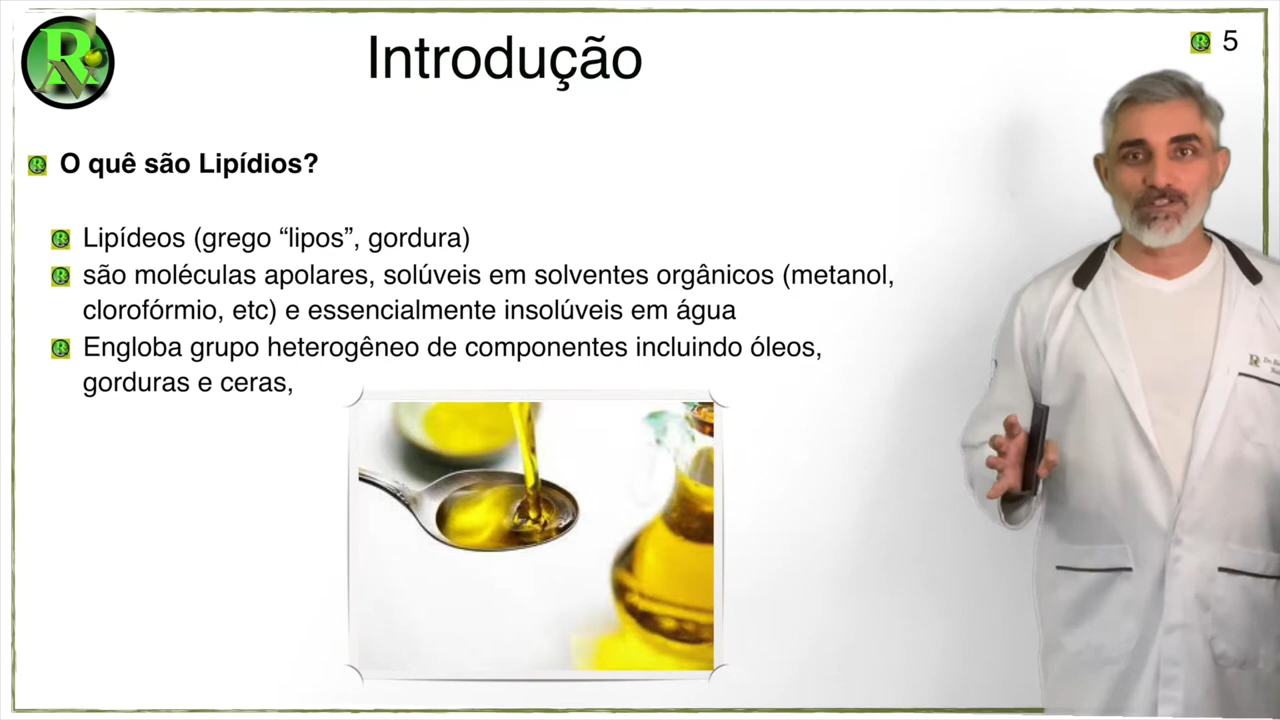 Introdução
5
O quê são Lipídios?
Lipídeos (grego “lipos”, gordura)
são moléculas apolares, solúveis em solventes orgânicos (metanol,
clorofórmio, etc) e essencialmente insolúveis em água
Engloba grupo heterogêneo de componentes incluindo óleos,
gorduras e ceras,